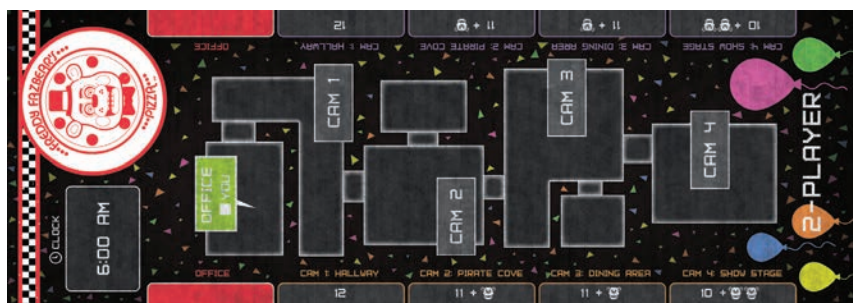 OFFICE
CAM 1: HALLWAY
12
CAM 2: PIRATE COVE
11 +
CAM 3: DINING AREA
11 +
CAM 4: SHOW STAGE
10 +
FREDDY FAZBEAR'S
PIZZA
CLOCK
6:00 AM
OFFICE
YOU
CAM 1
CAM 2
CAM 3
CAM 4
2-PLAYER
OFFICE
CAM 1: HALLWAY
12
CAM 2: PIRATE COVE
11 +
CAM 3: DINING AREA
11 +
CAM 4: SHOW STAGE
10 +